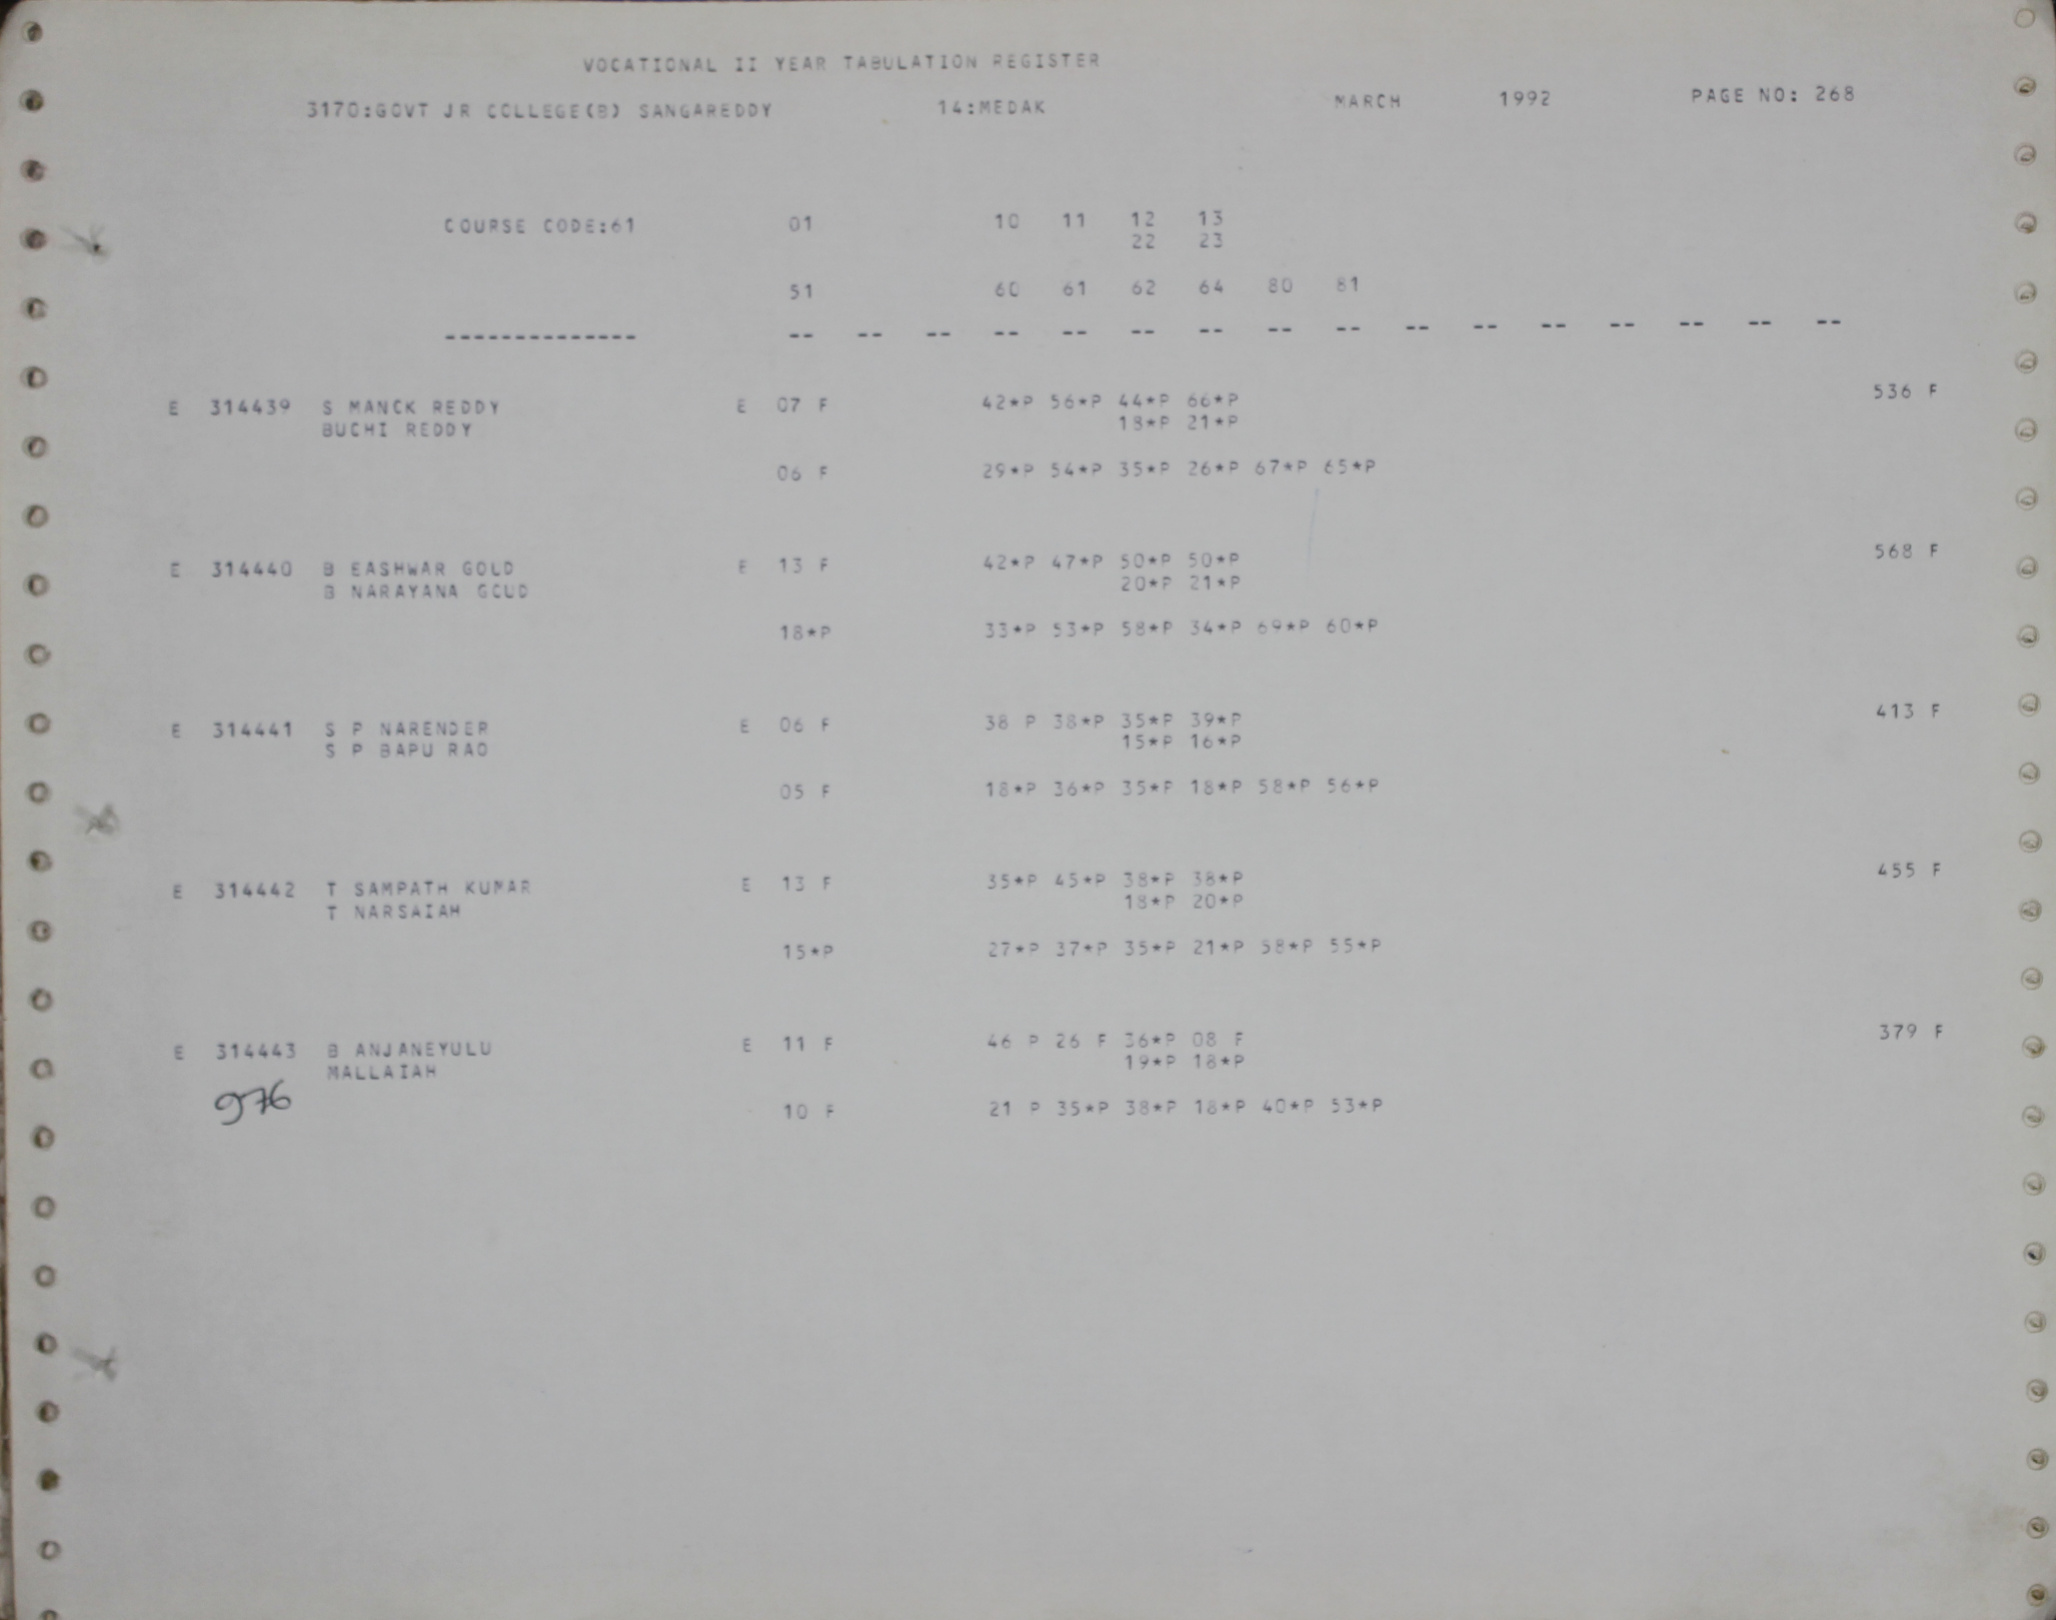 VOCATIONAL II YEAR TABULATION REGISTER
3170:GOVT JR COLLEGE(B) SANGAREDDY 14:MEDAK MARCH 1992 PAGE NO: 268
COURSE CODE:61 01 10 11 12 13
22 23
51 60 61 62 64 80 81
-------------- -- -- -- -- -- -- -- -- -- -- -- -- -- -- -- --
E 314439 S MANCK REDDY E 07 F 42*P 56*P 44*P 66*P 536 F
BUCHI REDDY 18*P 21*P
06 F 29*P 54*P 35*P 26*P 67*P 65*P
E 314440 B EASHWAR GOLD E 13 F 42*P 47*P 50*P 50*P 568 F
B NARAYANA GOUD 20*P 21*P
18*P 33*P 53*P 58*P 34*P 69*P 60*P
E 314441 S P NARENDER E 06 F 38 P 38*P 35*P 39*P 413 F
S P BAPU RAO 15*P 16*P
05 F 18*P 36*P 35*P 18*P 58*P 56*P
E 314442 T SAMPATH KUMAR E 13 F 35*P 45*P 38*P 38*P 455 F
T NARSAIAH 18*P 20*P
15*P 27*P 37*P 35*P 21*P 58*P 55*P
E 314443 B ANJANEYULU E 11 F 46 P 26 F 36*P 08 F 379 F
MALLAIAH 19*P 18*P
976 10 F 21 P 35*P 38*P 18*P 40*P 53*P